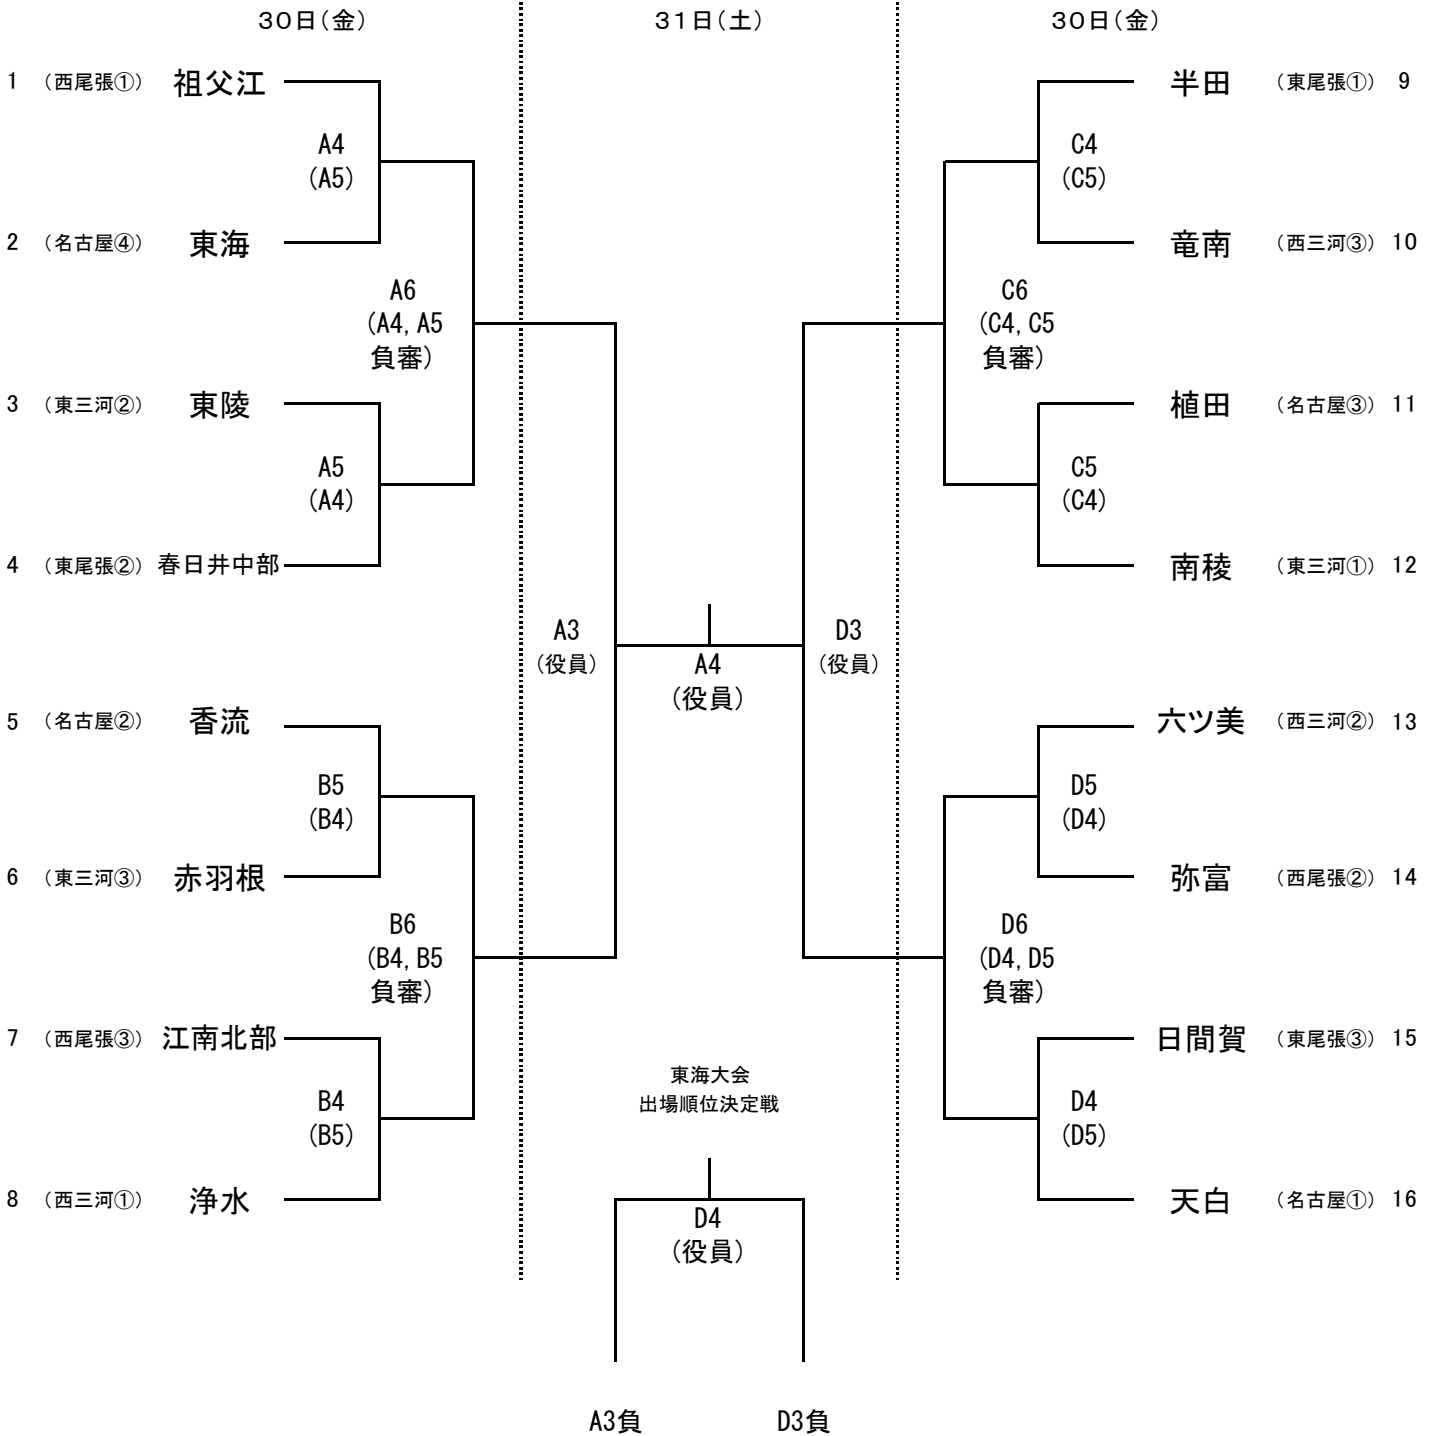 30日(金)
31日(土)
30日(金)
1 (西尾張①) 祖父江
半田 (東尾張①) 9
A4
(A5)
C4
(C5)
2 (名古屋④) 東海
竜南 (西三河③) 10
A6
(A4, A5
負審)
C6
(C4, C5
負審)
3 (東三河②) 東陵
植田 (名古屋③) 11
A5
(A4)
C5
(C4)
4 (東尾張②) 春日井中部
南稜 (東三河①) 12
A3
(役員)
A4
(役員)
D3
(役員)
5 (名古屋②) 香流
六ツ美 (西三河②) 13
B5
(B4)
D5
(D4)
6 (東三河③) 赤羽根
弥富 (西尾張②) 14
B6
(B4, B5
負審)
D6
(D4, D5
負審)
7 (西尾張③) 江南北部
日間賀 (東尾張③) 15
東海大会
出場順位決定戦
B4
(B5)
D4
(D5)
8 (西三河①) 浄水
天白 (名古屋①) 16
D4
(役員)
A3負
D3負